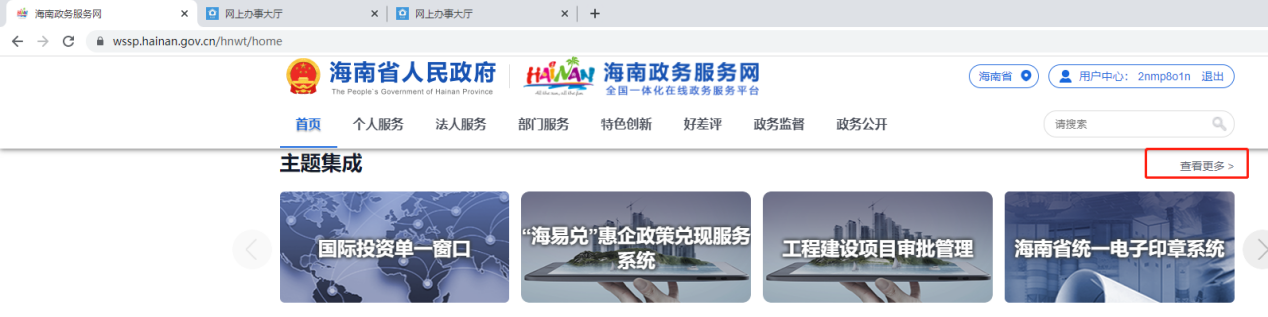 海南政务服务网
网上办事大厅
网上办事大厅
wssp.hainan.gov.cn/hnwt/home
海南省人民政府
The People's Government of Hainan Province
HAINAN
海南政务服务网
全国一体化在线政务服务平台
海南省
用户中心: 2nmp8o1n 退出
首页 个人服务 法人服务 部门服务 特色创新 好差评 政务监督 政务公开
请搜索
主题集成
查看更多 >
国际投资单一窗口
“海易兑”惠企政策兑现服务
系统
工程建设项目审批管理
海南省统一电子印章系统